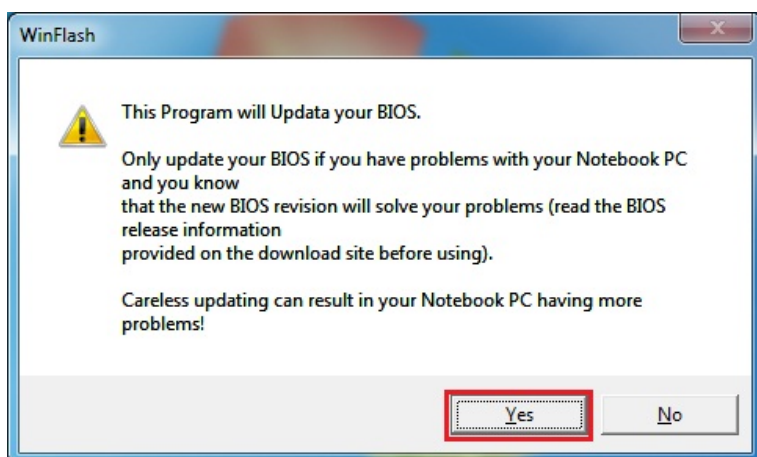 WinFlash
This Program will Updata your BIOS.
Only update your BIOS if you have problems with your Notebook PC
and you know
that the new BIOS revision will solve your problems (read the BIOS
release information
provided on the download site before using).
Careless updating can result in your Notebook PC having more
problems!
Yes
No